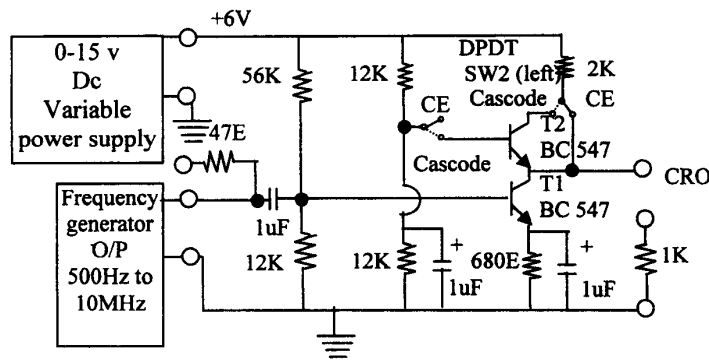 +6V
0-15 v
Dc
Variable
power supply
56K
12K
DPDT
SW2 (left)
Cascode
2K
CE
CE
T2
BC 547
Cascode
47E
T1
BC 547
CRO
Frequency
generator
O/P
500Hz to
10MHz
1uF
12K
12K
+
1uF
680E
+
1uF
1K